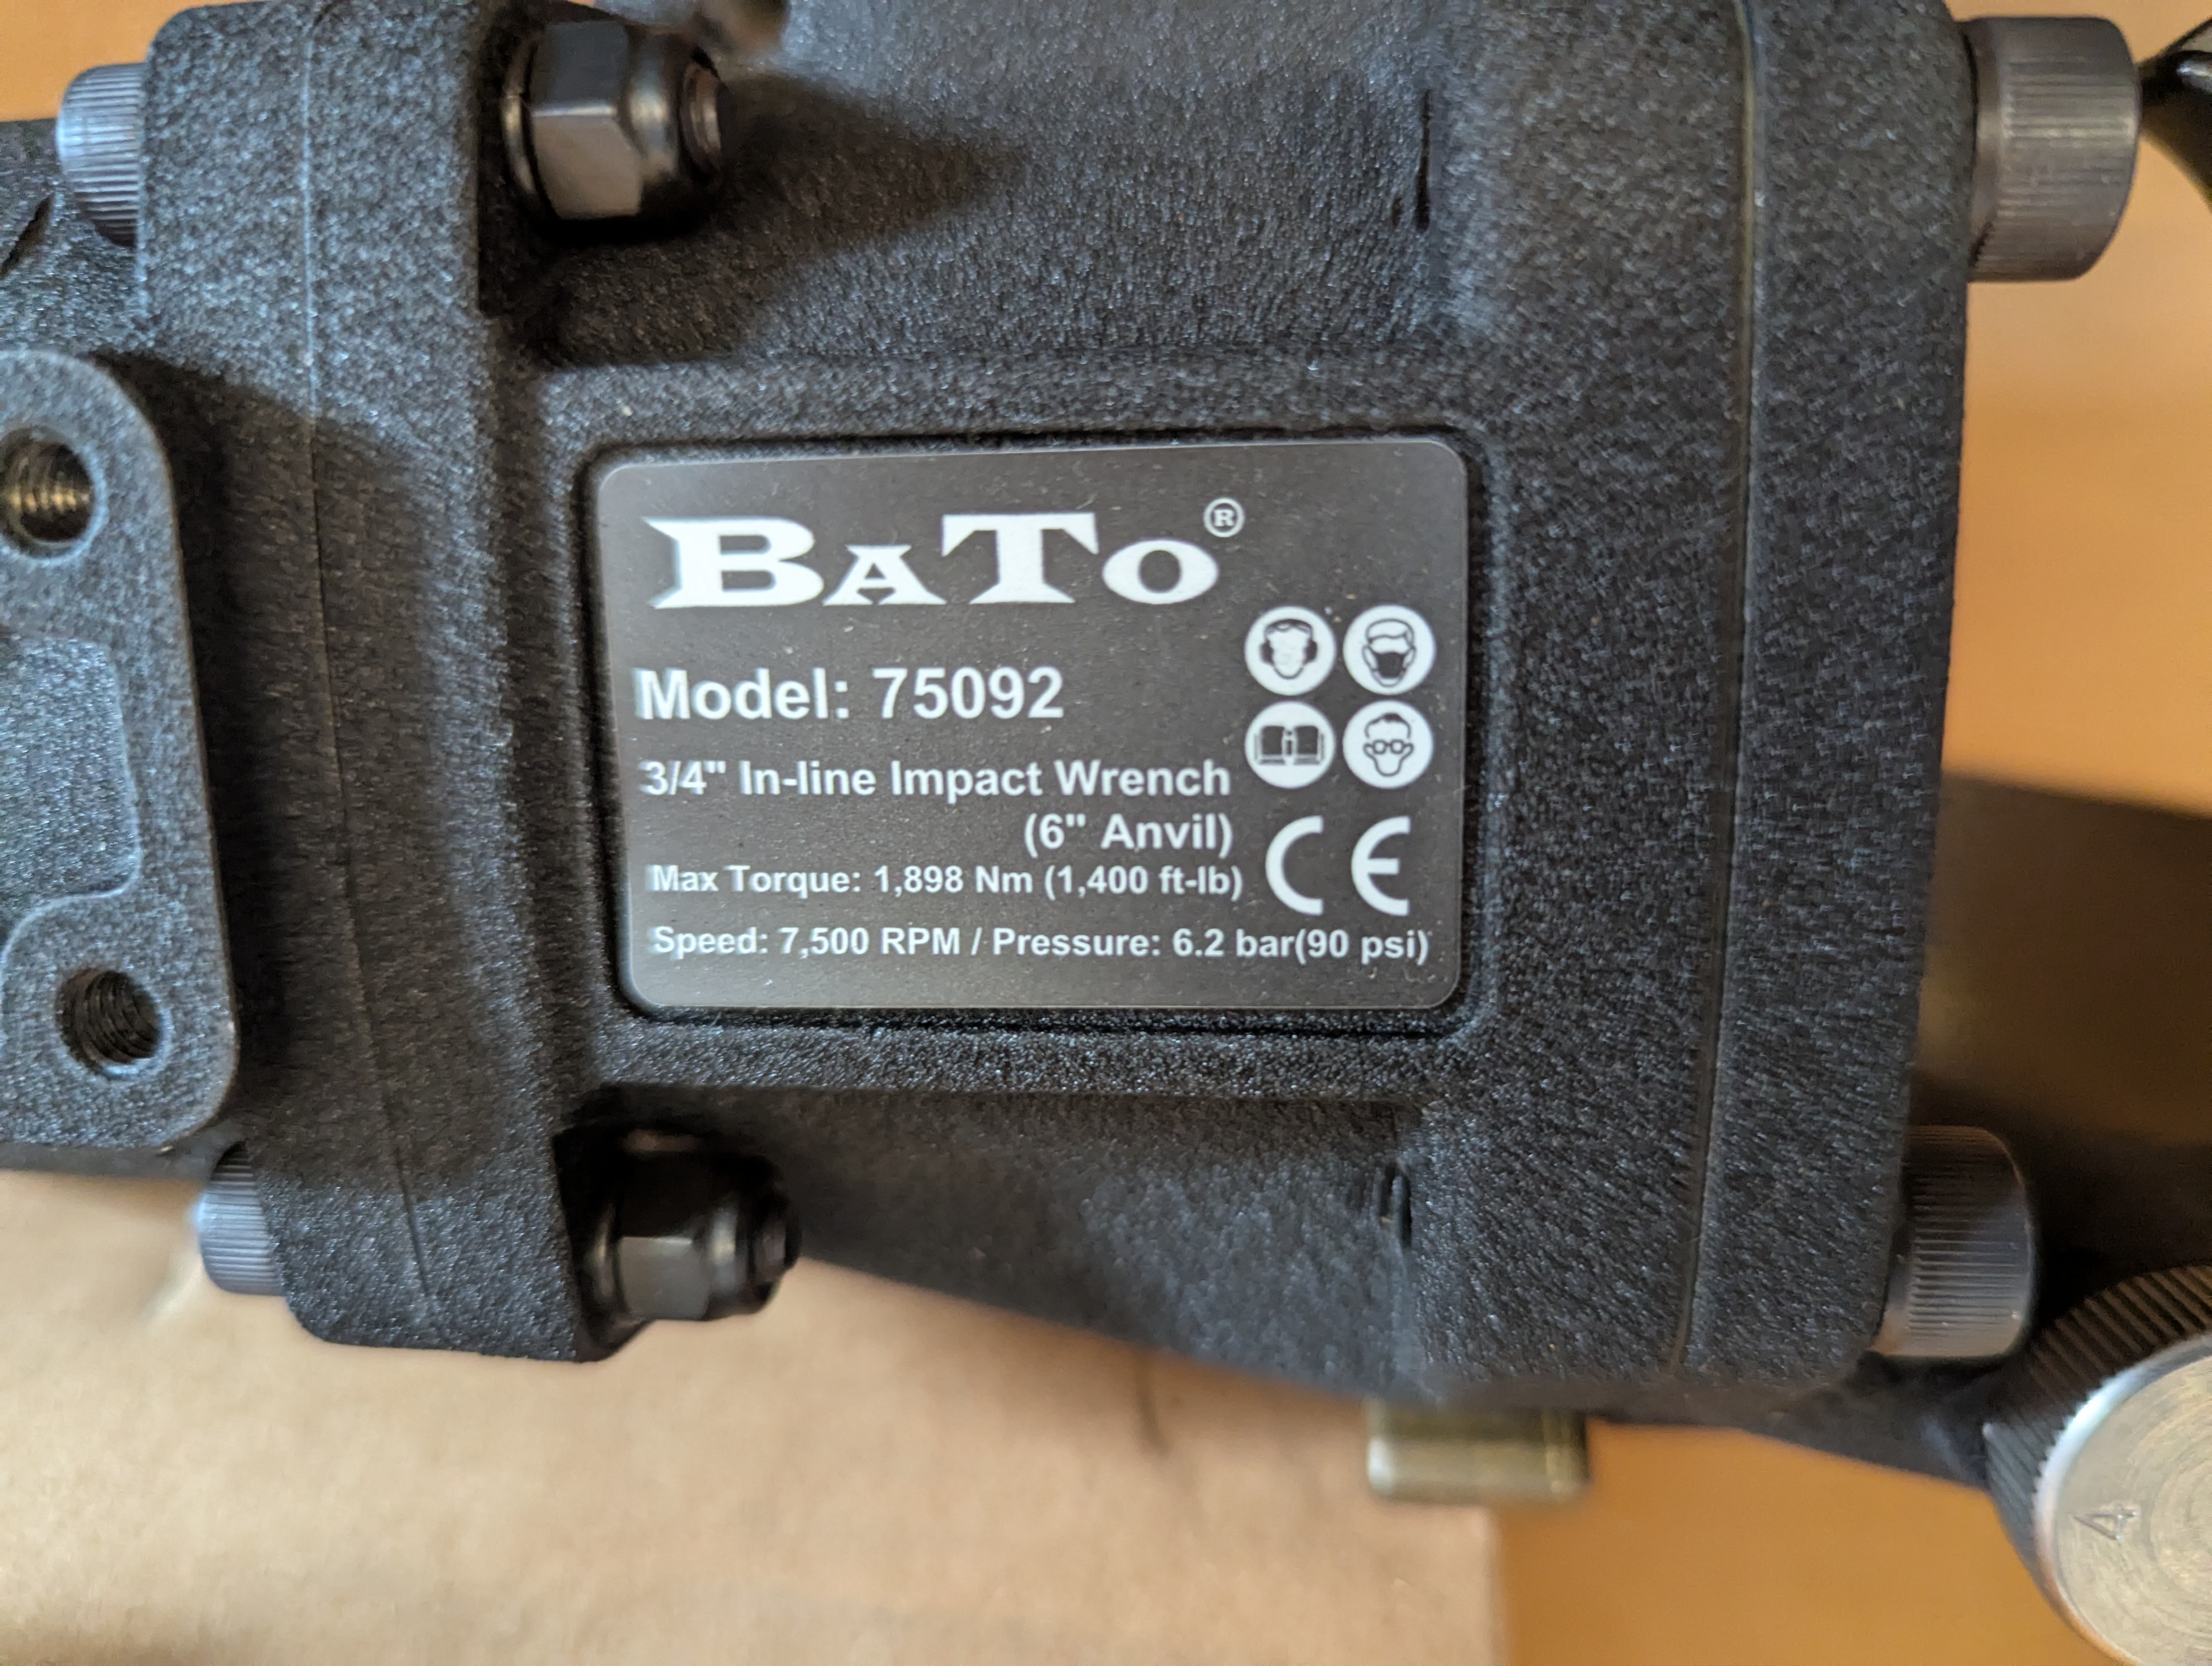 BATO®
Model: 75092
3/4" In-line Impact Wrench
(6" Anvil)
Max Torque: 1,898 Nm (1,400 ft-lb)
CE
Speed: 7,500 RPM / Pressure: 6.2 bar(90 psi)
4